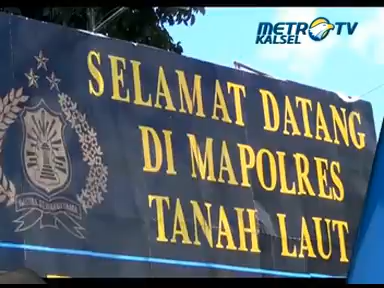 METRO TV
KALSEL
SELAMAT DATANG
DI MAPOLRES
TANAH LAUT